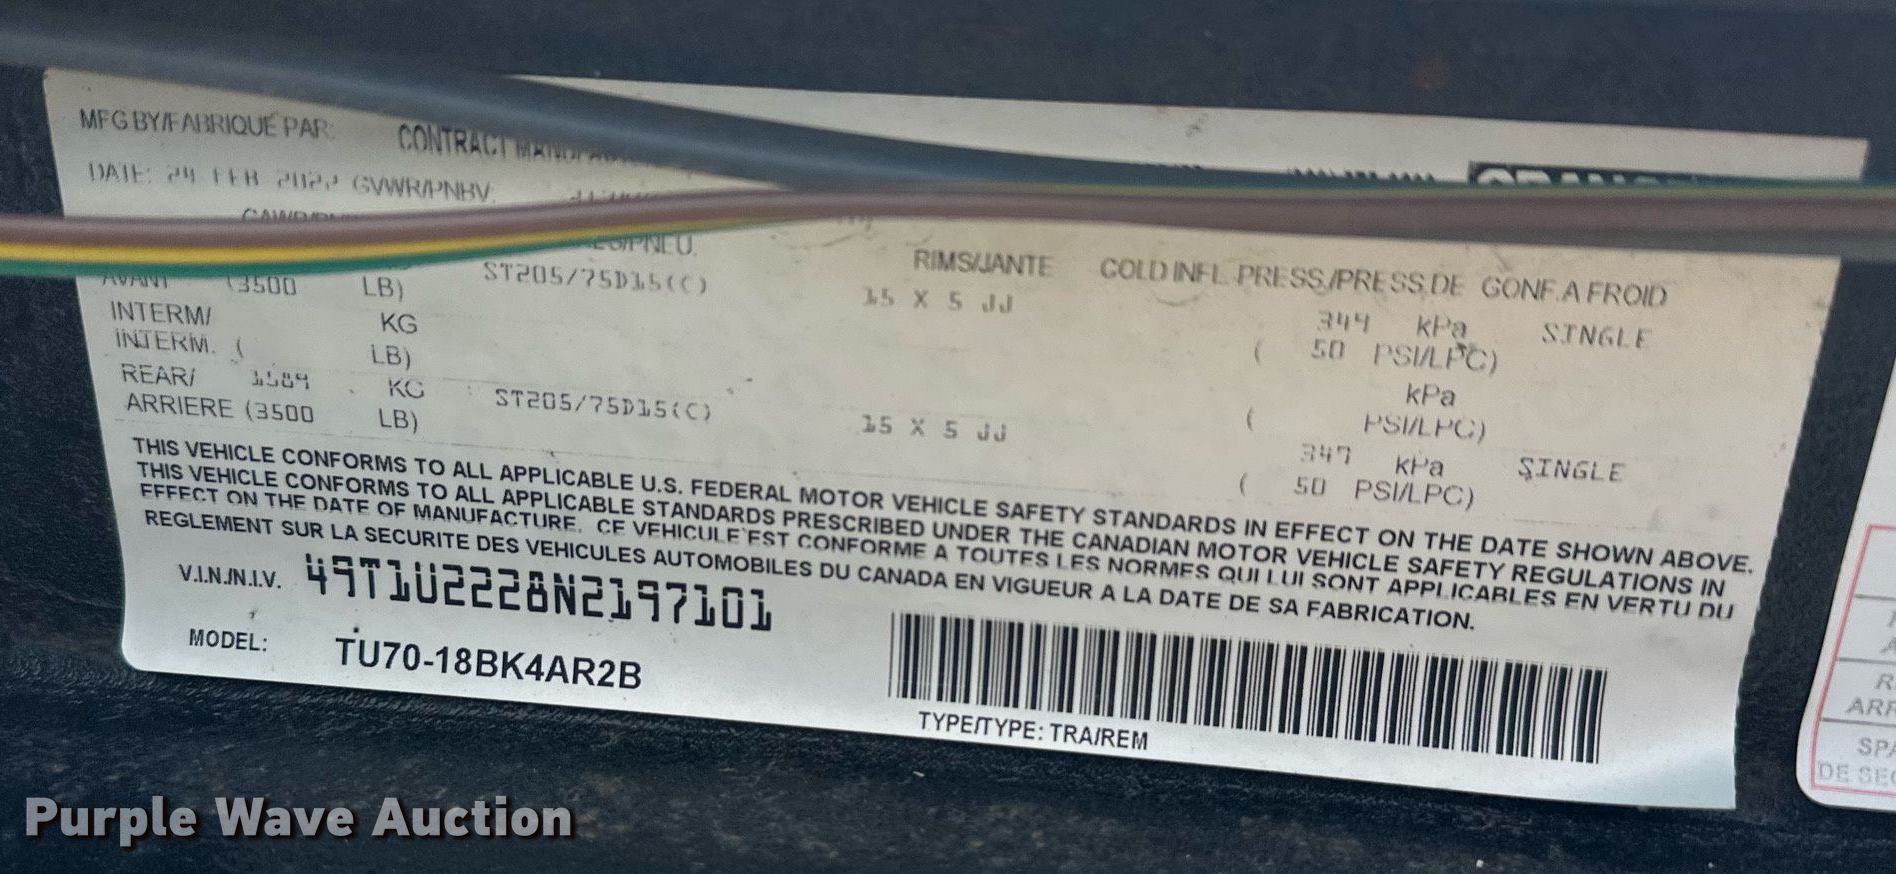 MFG BY/FABRIQUE PAR: CONTRACT
DATE: 24 FEB 2022 GVWR/PNBV:
RIMS/JANTE COLD INFL. PRESS./PRESS.DE GONF.A FROID
AVANT (3500 LB) ST205/75D15(C) 15 X 5 JJ 349 kPa SINGLE
( 50 PSI/LPC)
INTERM/ KG
INTERM. ( LB) kPa
( PSI/LPC)
REAR/ 1589 KG ST205/75D15(C) 15 X 5 JJ 349 kPa SINGLE
ARRIERE (3500 LB) ( 50 PSI/LPC)
THIS VEHICLE CONFORMS TO ALL APPLICABLE U.S. FEDERAL MOTOR VEHICLE SAFETY STANDARDS IN EFFECT ON THE DATE SHOWN ABOVE.
THIS VEHICLE CONFORMS TO ALL APPLICABLE STANDARDS PRESCRIBED UNDER THE CANADIAN MOTOR VEHICLE SAFETY REGULATIONS IN
EFFECT ON THE DATE OF MANUFACTURE. CE VEHICULE EST CONFORME A TOUTES LES NORMES QUI LUI SONT APPLICABLES EN VERTU DU
REGLEMENT SUR LA SECURITE DES VEHICULES AUTOMOBILES DU CANADA EN VIGUEUR A LA DATE DE SA FABRICATION.
V.I.N./N.I.V. 49T1U2228N2197101
MODEL: TU70-18BK4AR2B
TYPE/TYPE: TRA/REM
DE
Purple Wave Auction